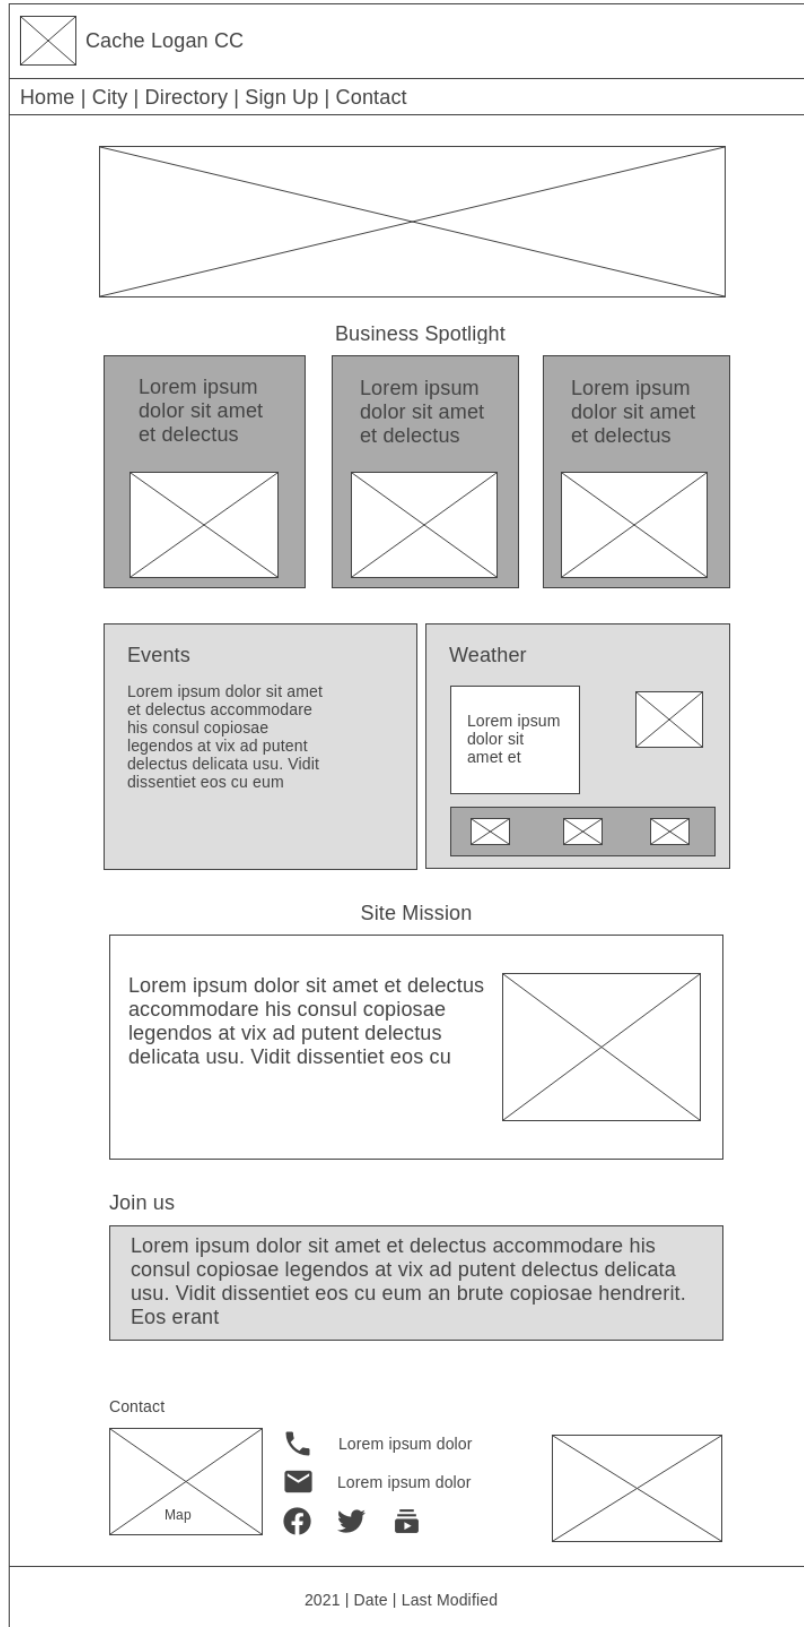 Cache Logan CC
Home | City | Directory | Sign Up | Contact
Business Spotlight
Lorem ipsum
dolor sit amet
et delectus
Lorem ipsum
dolor sit amet
et delectus
Lorem ipsum
dolor sit amet
et delectus
Events
Lorem ipsum dolor sit amet
et delectus accommodare
his consul copiosae
legendos at vix ad putent
delectus delicata usu. Vidit
dissentiet eos cu eum
Weather
Lorem ipsum
dolor sit
amet et
Site Mission
Lorem ipsum dolor sit amet et delectus
accommodare his consul copiosae
legendos at vix ad putent delectus
delicata usu. Vidit dissentiet eos cu
Join us
Lorem ipsum dolor sit amet et delectus accommodare his
consul copiosae legendos at vix ad putent delectus delicata
usu. Vidit dissentiet eos cu eum an brute copiosae hendrerit.
Eos erant
Contact
Map
Lorem ipsum dolor
Lorem ipsum dolor
2021 | Date | Last Modified